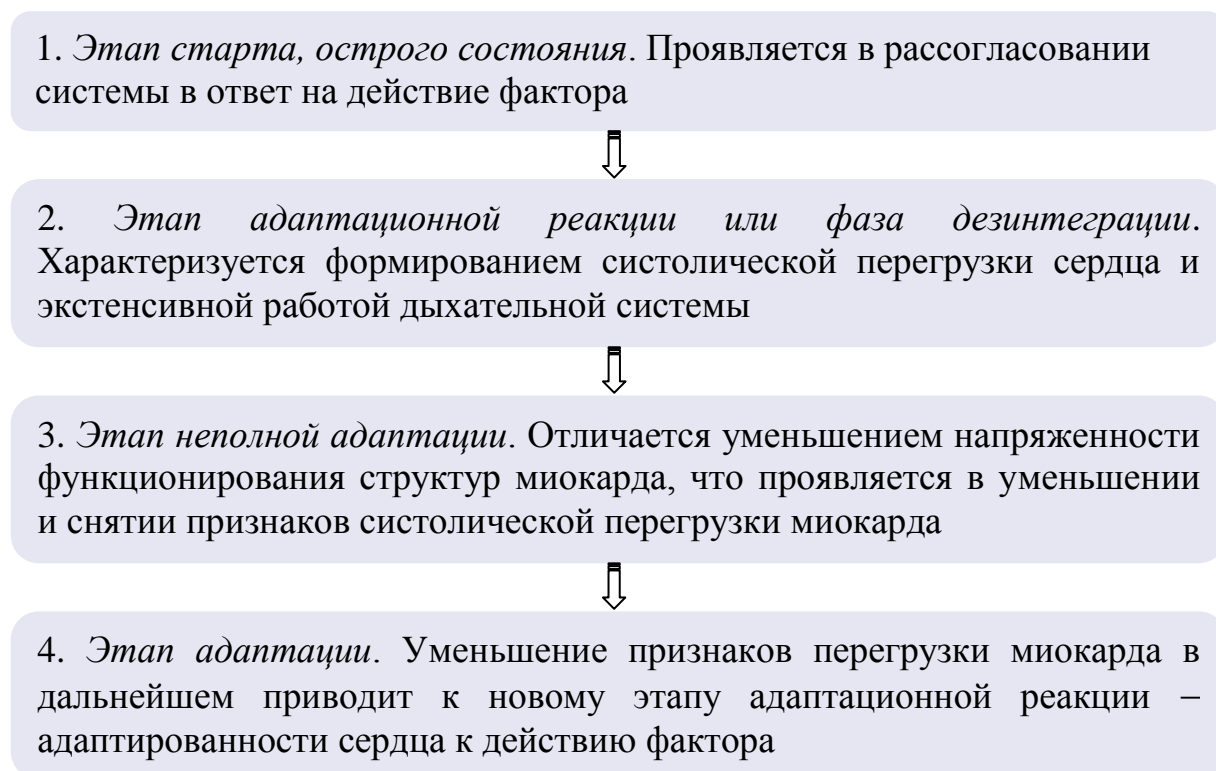 1. Этап старта, острого состояния. Проявляется в рассогласовании
системы в ответ на действие фактора
2. Этап адаптационной реакции или фаза дезинтеграции.
Характеризуется формированием систолической перегрузки сердца и
экстенсивной работой дыхательной системы
3. Этап неполной адаптации. Отличается уменьшением напряженности
функционирования структур миокарда, что проявляется в уменьшении
и снятии признаков систолической перегрузки миокарда
4. Этап адаптации. Уменьшение признаков перегрузки миокарда в
дальнейшем приводит к новому этапу адаптационной реакции –
адаптированности сердца к действию фактора